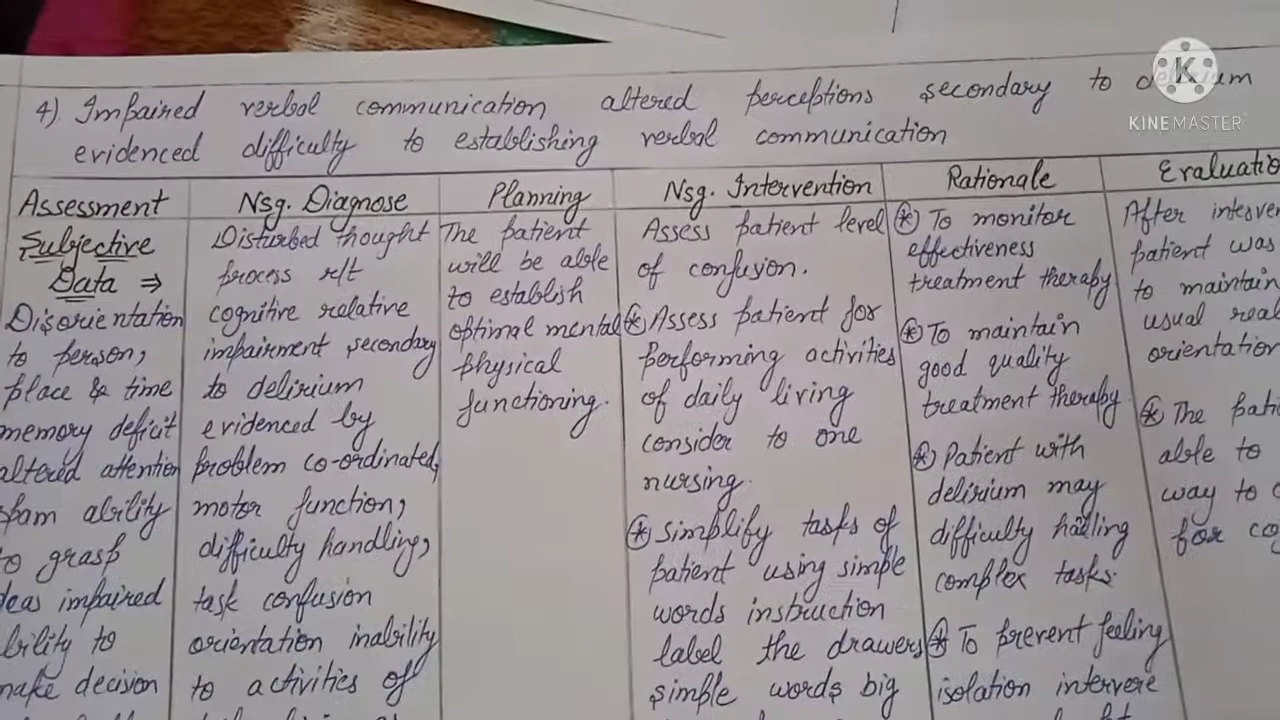 4) Impaired verbal communication altered perceptions secondary to
evidenced difficulty to establishing verbal communication
KINEMASTER
Assessment
Subjective
Data ⇒
Disorientation
to person,
place & time
memory deficit
altered attention
spam ability
to grasp
deas impaired
bility to
make decision
Nsg. Diagnose
Disturbed thought
process r/t
cognitive relative
impairment secondary
to delirium
evidenced by
problem co-ordinated,
motor function,
difficulty handling,
task confusion
orientation inability
to activities of
Planning
The patient
will be able
to establish
optimal mental
physical
functioning.
Nsg. Intervention
Assess patient level
of confusion.
* Assess patient for
performing activities
of daily living
consider to one
nursing.
* Simplify tasks of
patient using simple
words instruction
label the drawers
simple words big
Rationale
* To monitor
effectiveness
treatment therapy
* To maintain
good quality
treatment therapy
* Patient with
delirium may
difficulty
complex tasks.
* To prevent feeling
isolation intervere
Evaluatio
After interven
patient was
to maintain
usual real
orientation
* The pati
able to
way to
for co